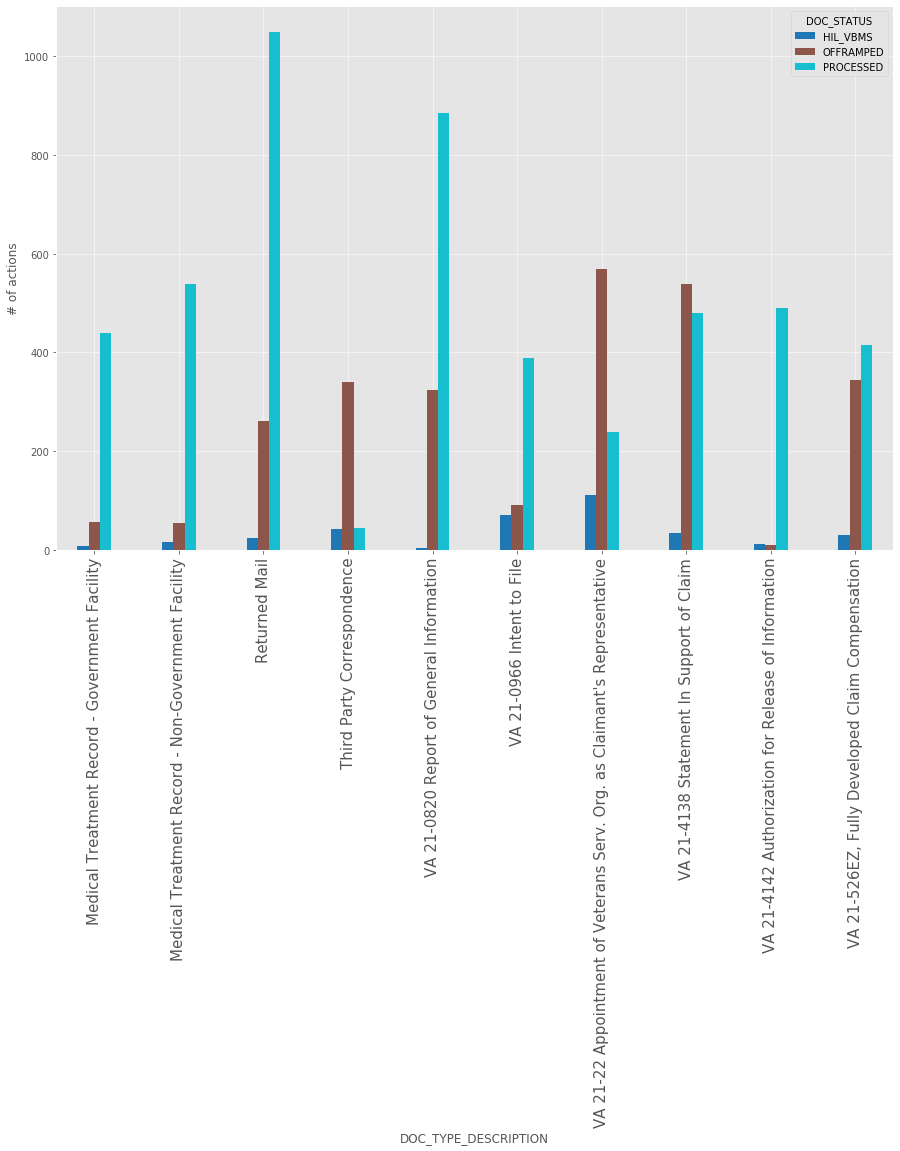 DOC_STATUS
HIL_VBMS
OFFRAMPED
PROCESSED
# of actions
1000
800
600
400
200
0
Medical Treatment Record - Government Facility
Medical Treatment Record - Non-Government Facility
Returned Mail
Third Party Correspondence
VA 21-0820 Report of General Information
VA 21-0966 Intent to File
VA 21-22 Appointment of Veterans Serv. Org. as Claimant's Representative
VA 21-4138 Statement In Support of Claim
VA 21-4142 Authorization for Release of Information
VA 21-526EZ, Fully Developed Claim Compensation
DOC_TYPE_DESCRIPTION